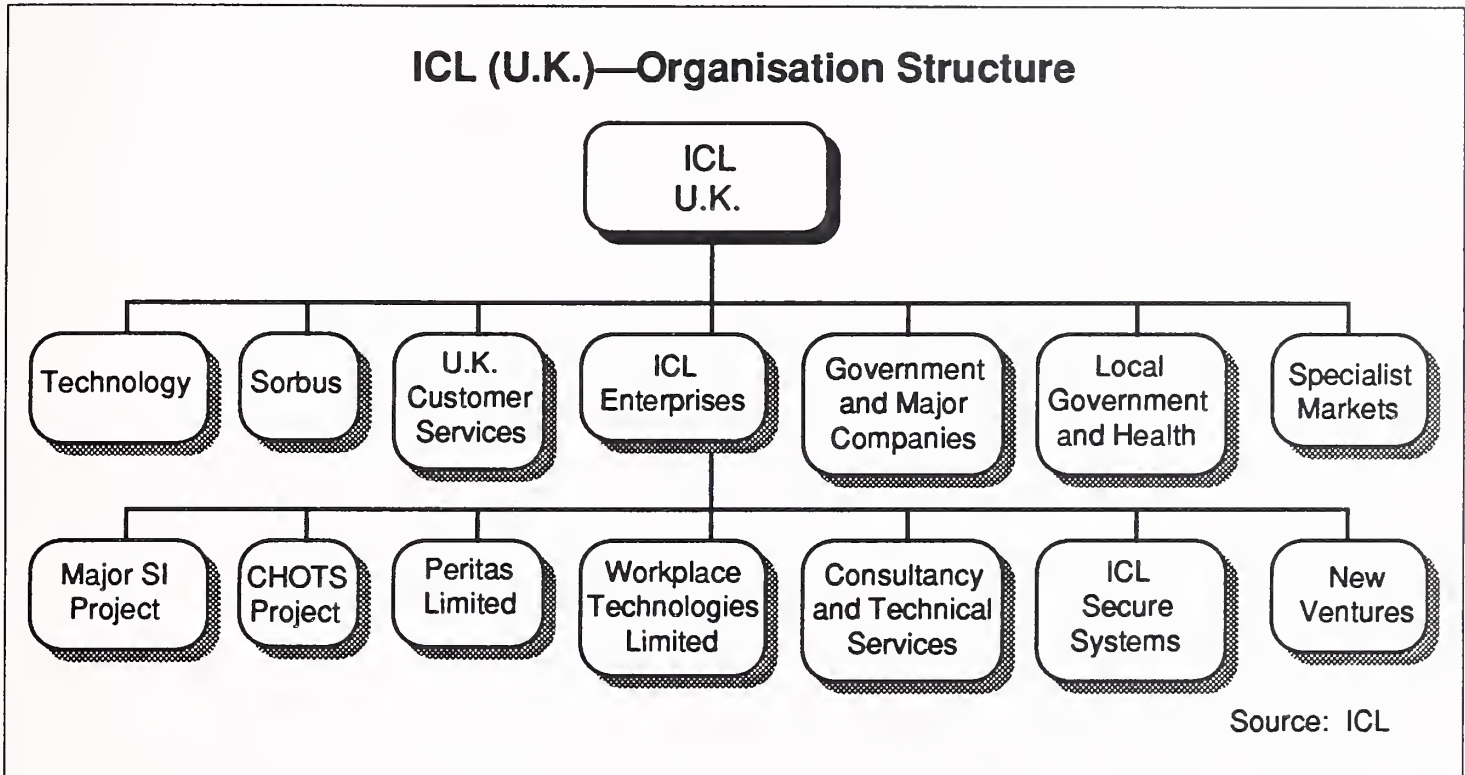 ICL (U.K.)—Organisation Structure
ICL
U.K.
Technology
Sorbus
U.K.
Customer
Services
ICL
Enterprises
Government
and Major
Companies
Local
Government
and Health
Specialist
Markets
Major SI
Project
CHOTS
Project
Peritas
Limited
Workplace
Technologies
Limited
Consultancy
and Technical
Services
ICL
Secure
Systems
New
Ventures
Source: ICL